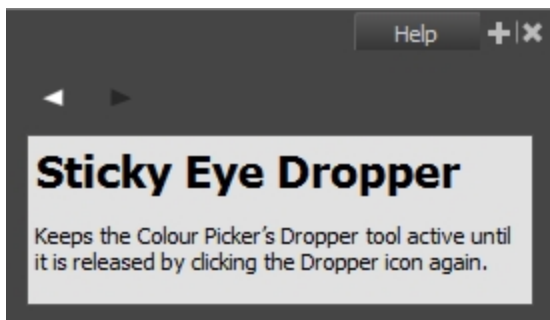 Help
Sticky Eye Dropper
Keeps the Colour Picker's Dropper tool active until
it is released by clicking the Dropper icon again.